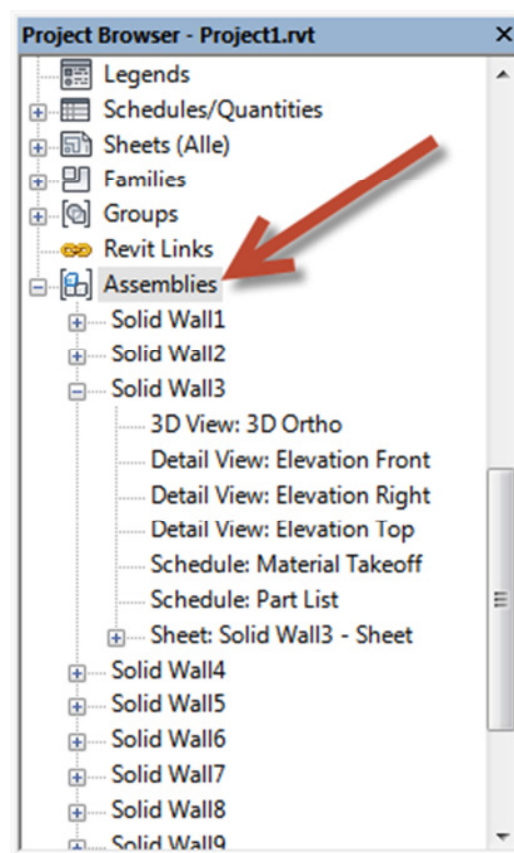 Project Browser - Project1.rvt
Legends
Schedules/Quantities
Sheets (Alle)
Families
Groups
Revit Links
Assemblies
Solid Wall1
Solid Wall2
Solid Wall3
3D View: 3D Ortho
Detail View: Elevation Front
Detail View: Elevation Right
Detail View: Elevation Top
Schedule: Material Takeoff
Schedule: Part List
Sheet: Solid Wall3 - Sheet
Solid Wall4
Solid Wall5
Solid Wall6
Solid Wall7
Solid Wall8
Solid Wall9